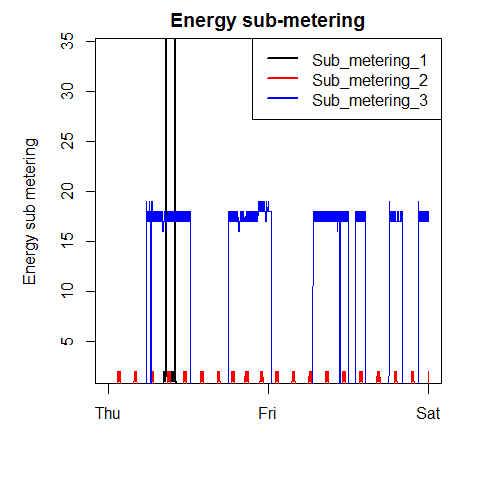 Energy sub-metering
Sub_metering_1
Sub_metering_2
Sub_metering_3
Energy sub metering
35
30
25
20
15
10
5
Thu Fri Sat